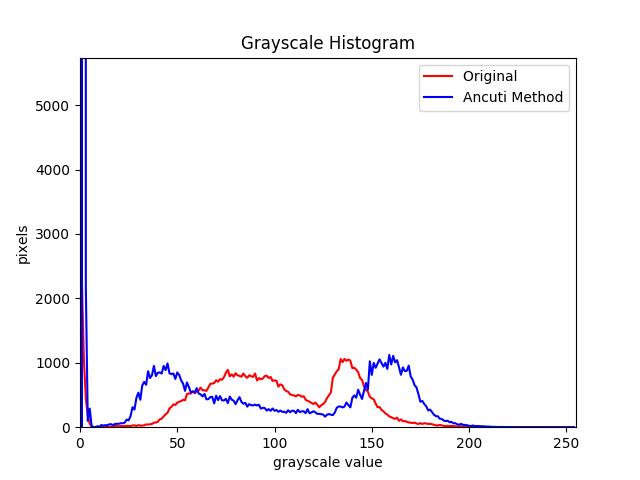 Grayscale Histogram
Original
Ancuti Method
5000
4000
3000
2000
1000
0
pixels
0 50 100 150 200 250
grayscale value